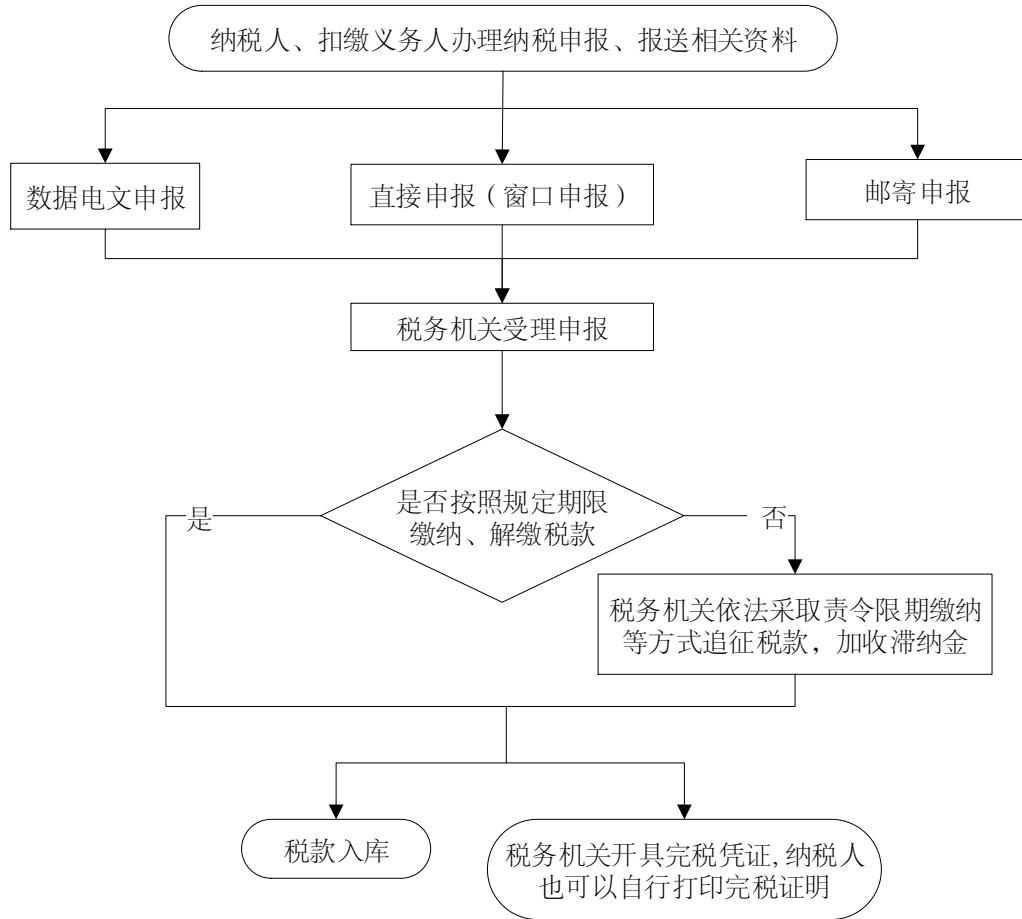 纳税人、扣缴义务人办理纳税申报、报送相关资料
数据电文申报
直接申报（窗口申报）
邮寄申报
税务机关受理申报
是否按照规定期限
缴纳、解缴税款
是
否
税务机关依法采取责令限期缴纳
等方式追征税款，加收滞纳金
税款入库
税务机关开具完税凭证,纳税人
也可以自行打印完税证明